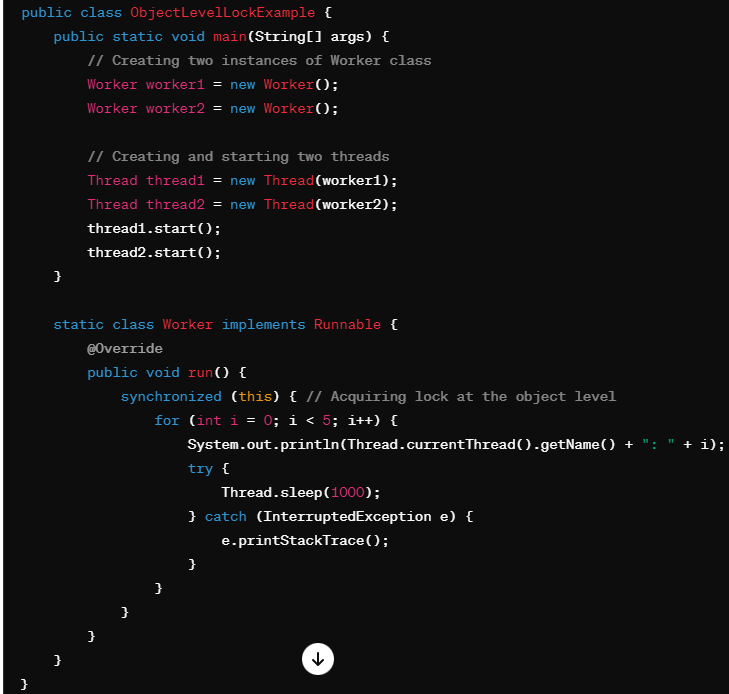 public class ObjectLevelLockExample {
    public static void main(String[] args) {
        // Creating two instances of Worker class
        Worker worker1 = new Worker();
        Worker worker2 = new Worker();

        // Creating and starting two threads
        Thread thread1 = new Thread(worker1);
        Thread thread2 = new Thread(worker2);
        thread1.start();
        thread2.start();
    }

    static class Worker implements Runnable {
        @Override
        public void run() {
            synchronized (this) { // Acquiring lock at the object level
                for (int i = 0; i < 5; i++) {
                    System.out.println(Thread.currentThread().getName() + ": " + i);
                    try {
                        Thread.sleep(1000);
                    } catch (InterruptedException e) {
                        e.printStackTrace();
                    }
                }
            }
        }
    }
}